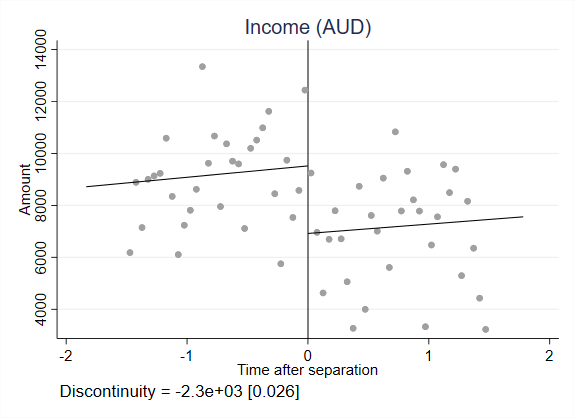 Income (AUD)
Amount
14000
12000
10000
8000
6000
4000
-2
-1
0
1
2
Time after separation
Discontinuity = -2.3e+03 [0.026]